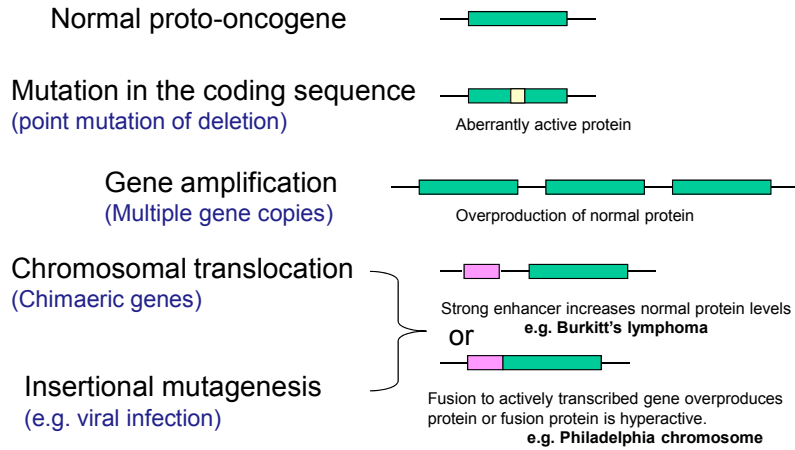 Normal proto-oncogene
Mutation in the coding sequence
(point mutation of deletion)
Aberrantly active protein
Gene amplification
(Multiple gene copies)
Overproduction of normal protein
Chromosomal translocation
(Chimaeric genes)
Strong enhancer increases normal protein levels
e.g. Burkitt's lymphoma
or
Insertional mutagenesis
(e.g. viral infection)
Fusion to actively transcribed gene overproduces
protein or fusion protein is hyperactive.
e.g. Philadelphia chromosome